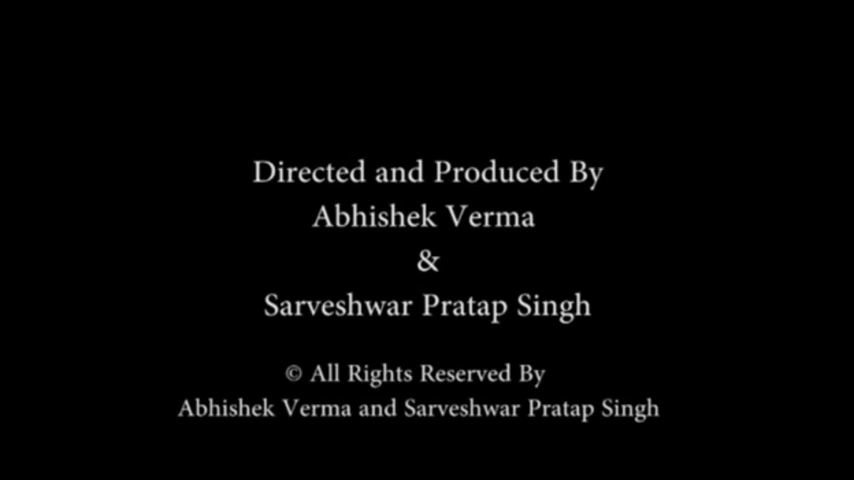 Directed and Produced By
Abhishek Verma
&
Sarveshwar Pratap Singh
© All Rights Reserved By
Abhishek Verma and Sarveshwar Pratap Singh